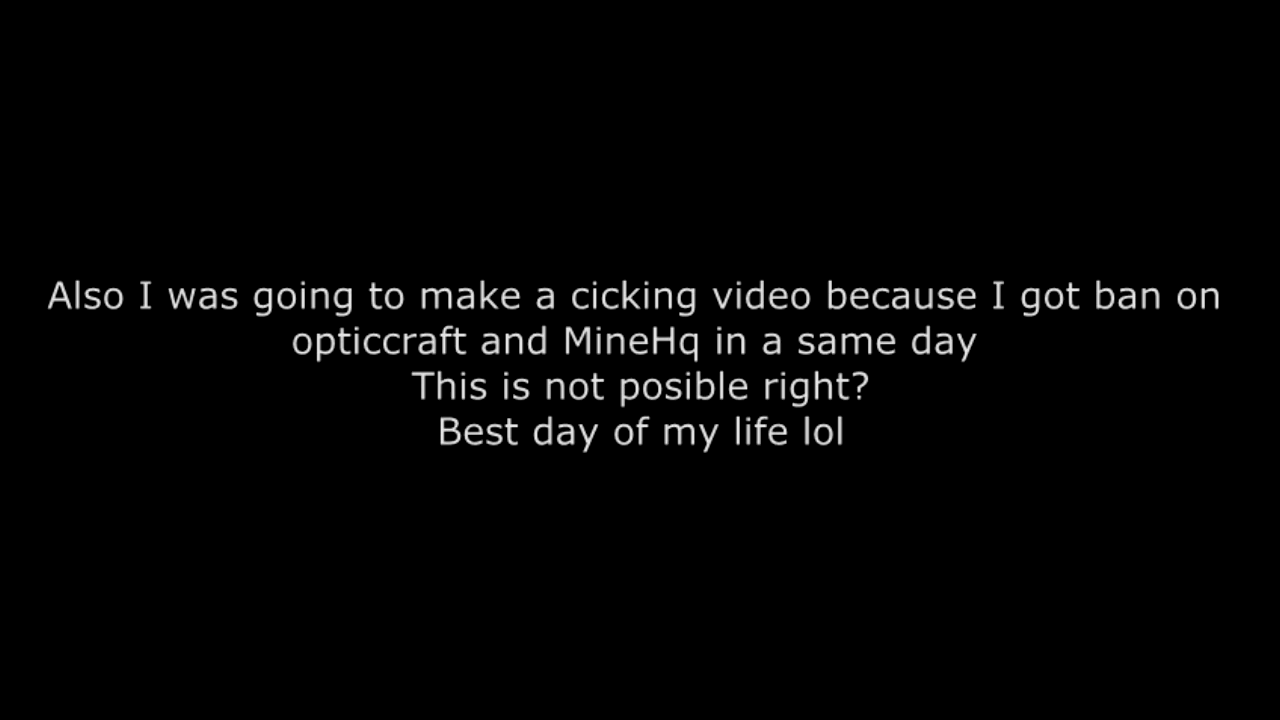 Also I was going to make a cicking video because I got ban on
opticcraft and MineHq in a same day
This is not posible right?
Best day of my life lol